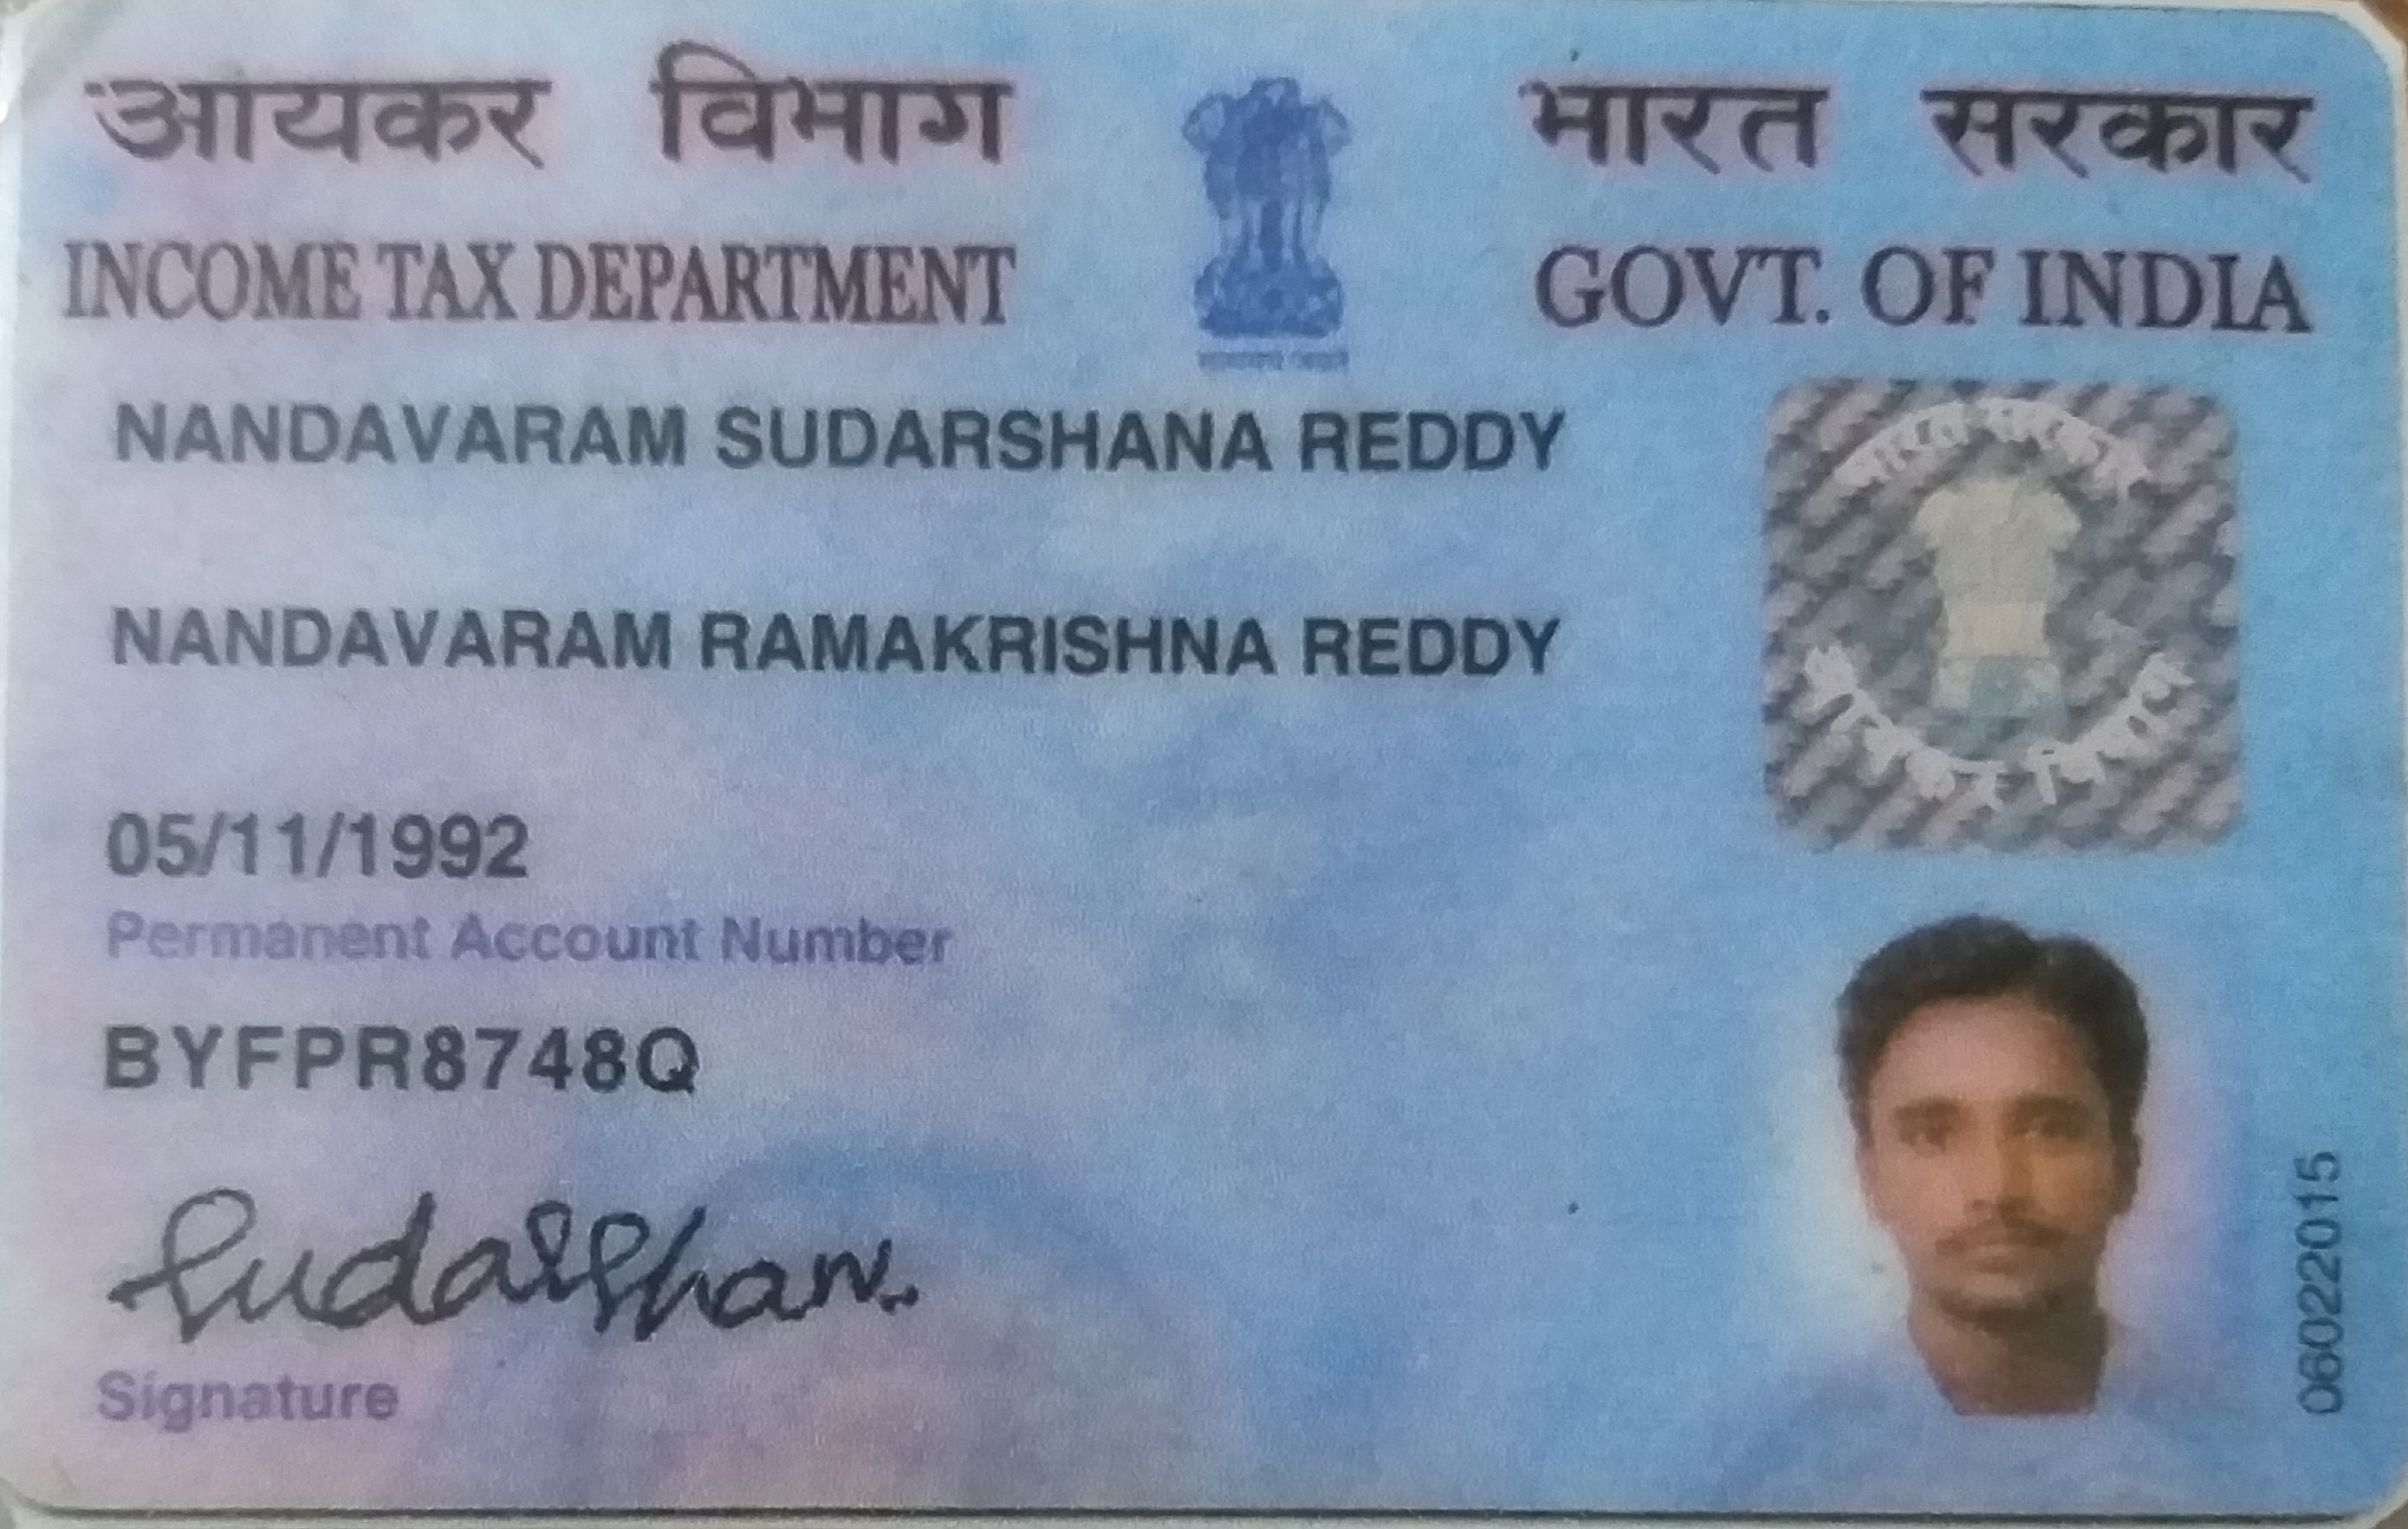 आयकर विभाग
भारत सरकार
INCOME TAX DEPARTMENT
GOVT. OF INDIA
NANDAVARAM SUDARSHANA REDDY
NANDAVARAM RAMAKRISHNA REDDY
05/11/1992
Permanent Account Number
BYFPR8748Q
Sudarshan.
Signature
भारत सरकार
आयकर विभाग
06022015